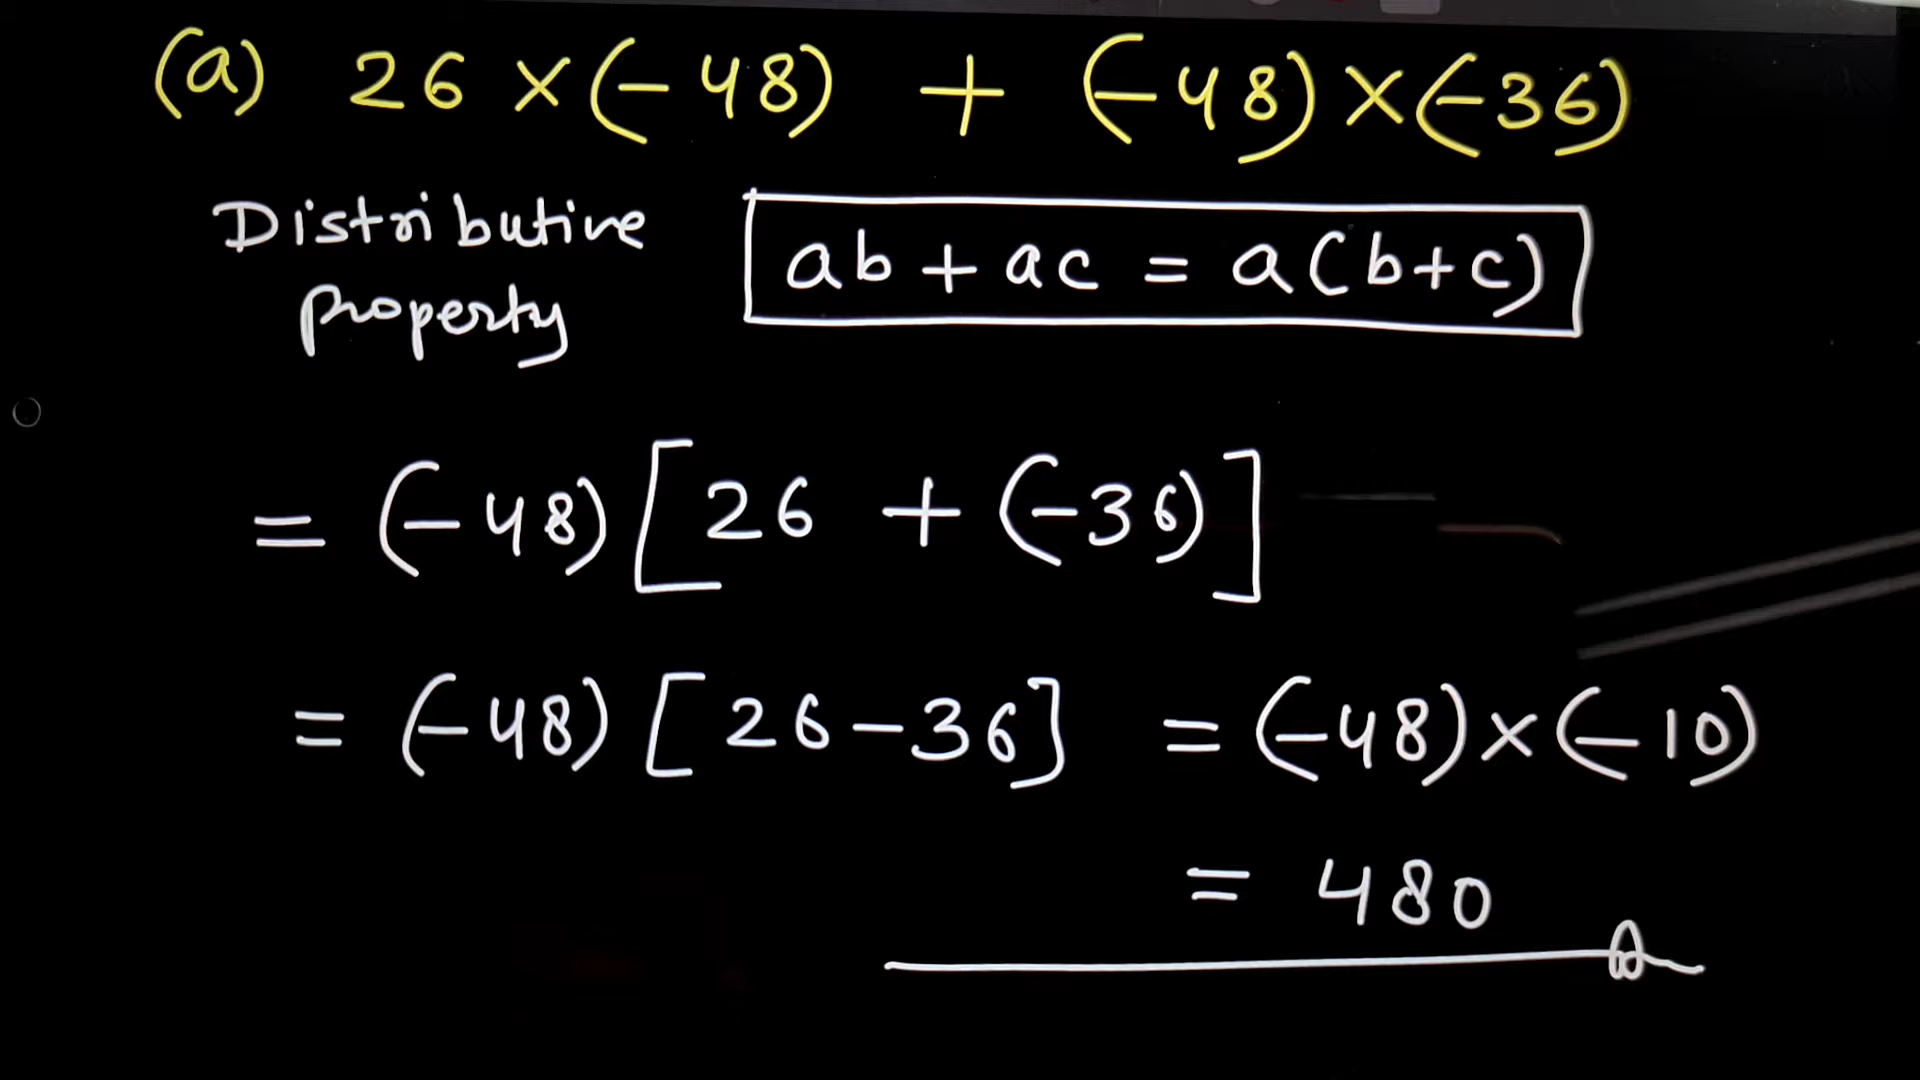 (a) 26 × (-48) + (-48) × (-36)
Distributive
property
ab + ac = a(b+c)
= (-48) [26 + (-36)]
= (-48) [26-36] = (-48) × (-10)
= 480